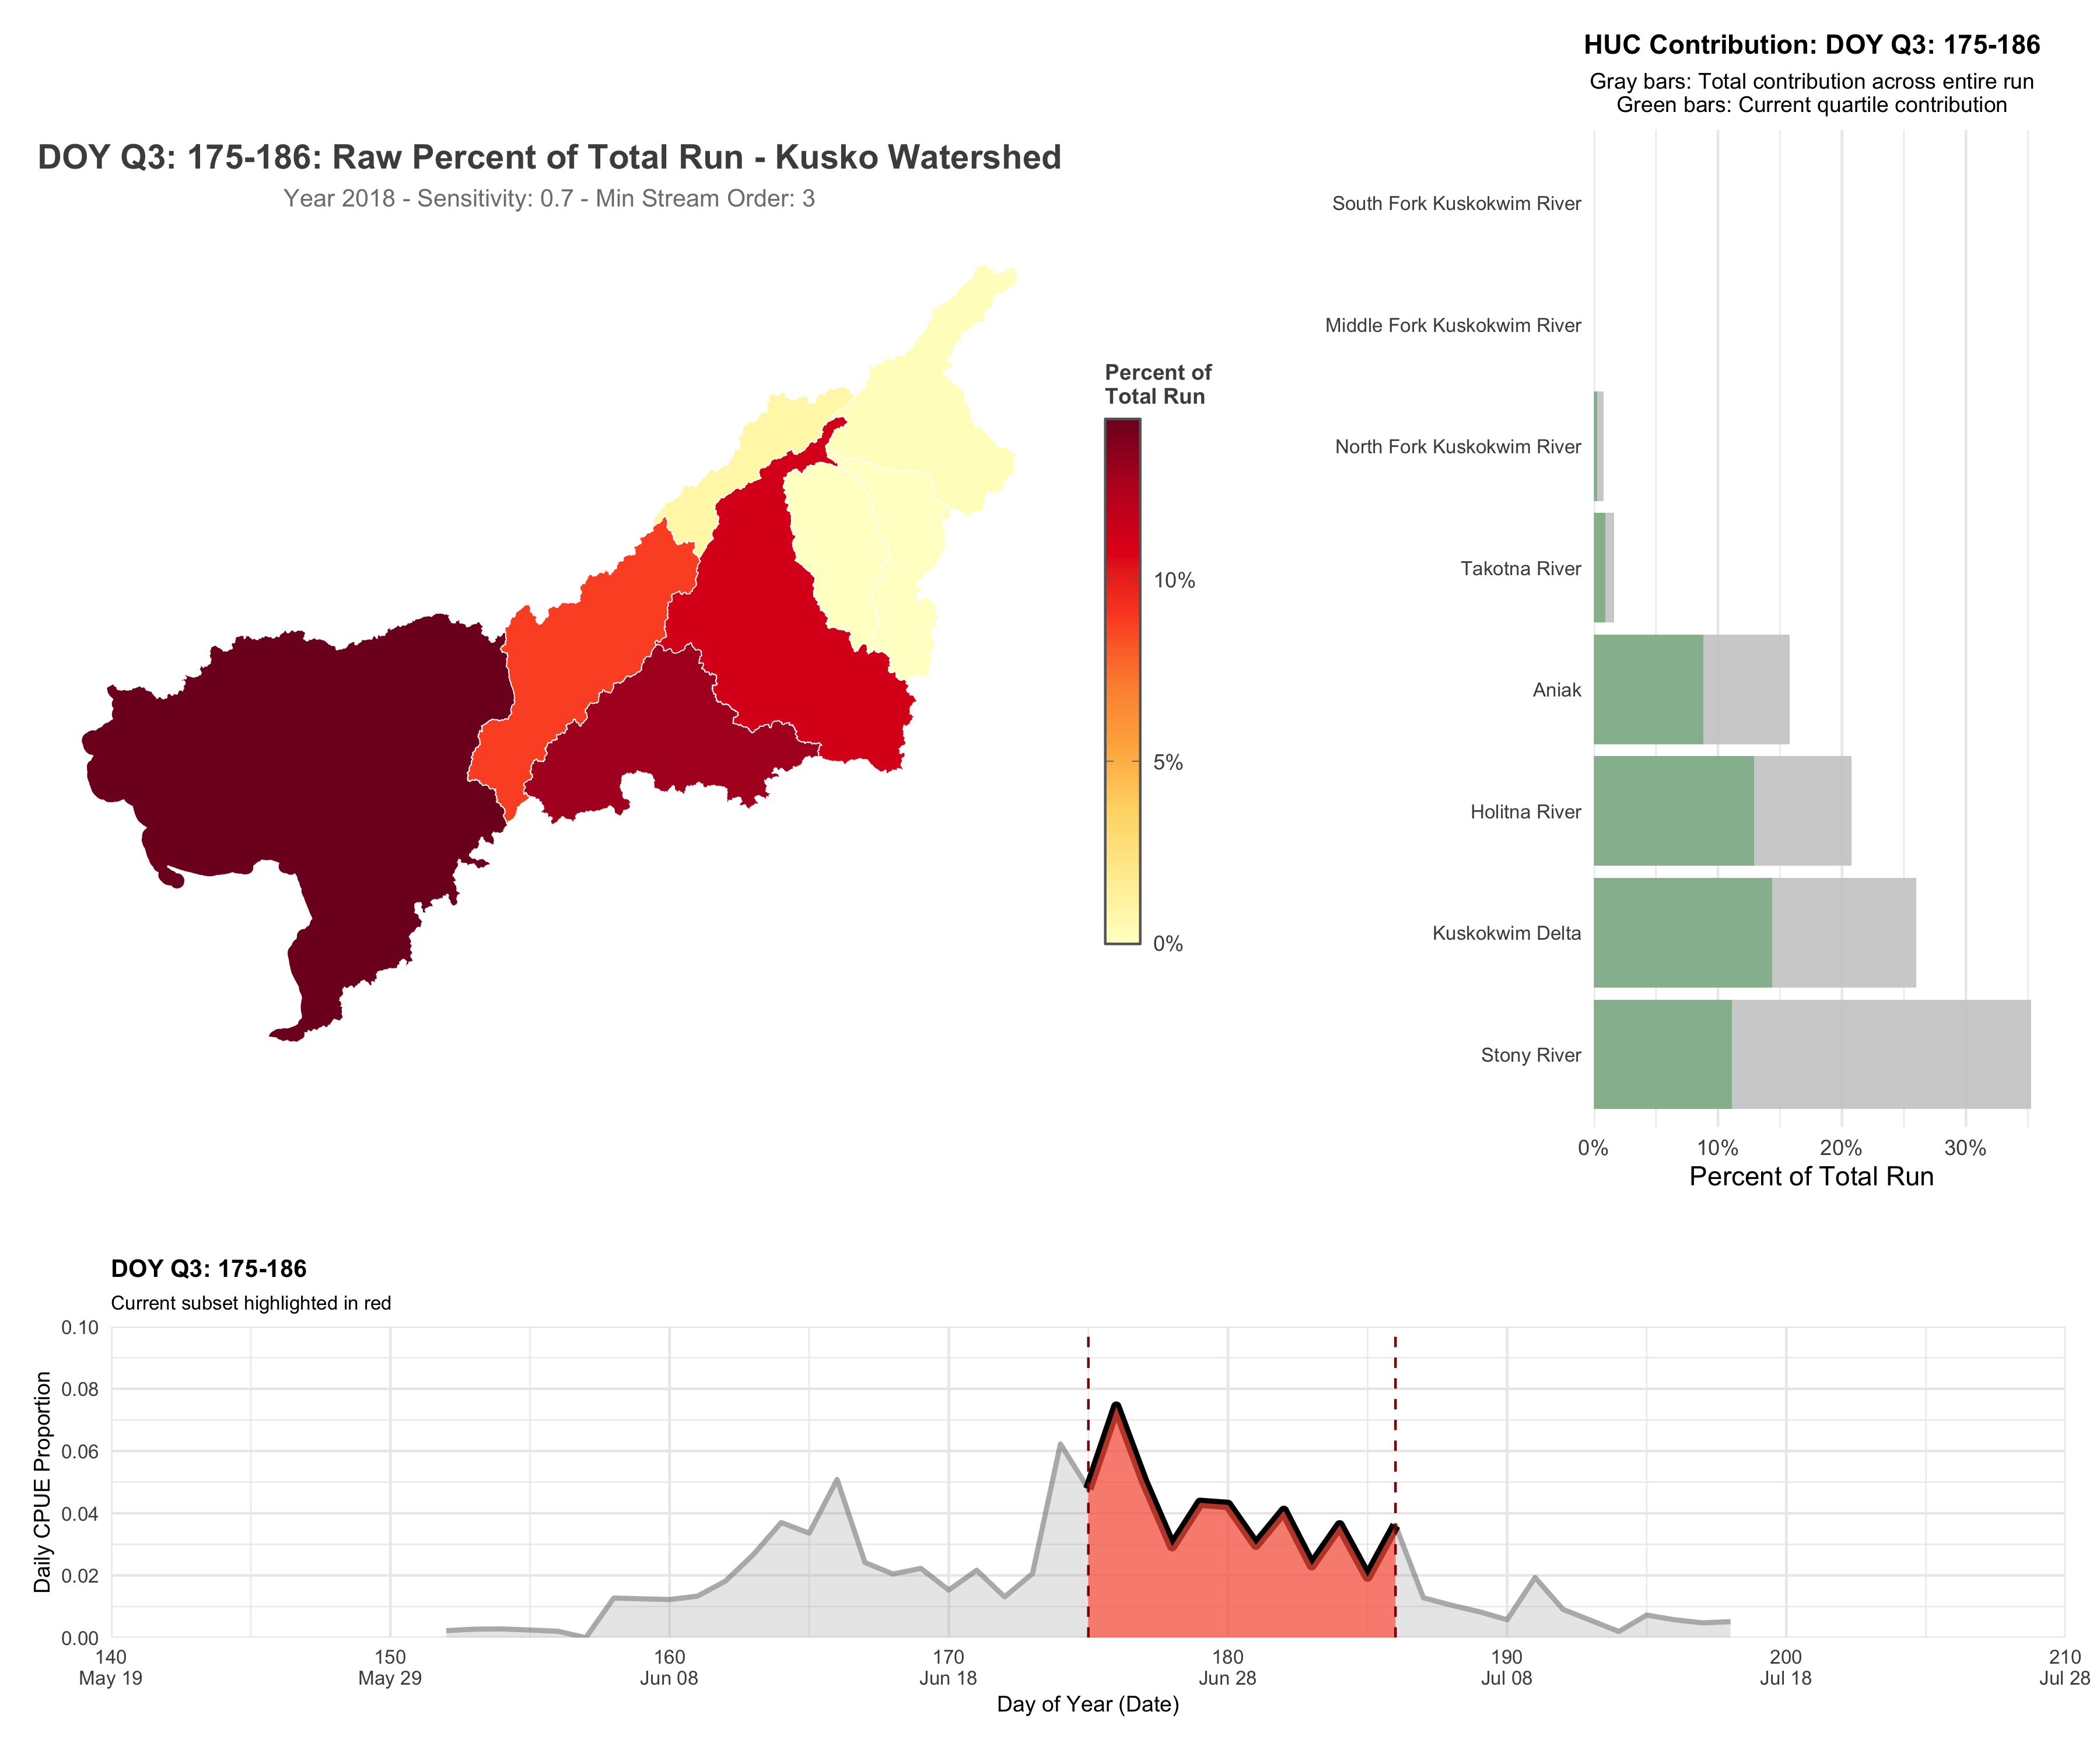 DOY Q3: 175-186: Raw Percent of Total Run - Kusko Watershed
Year 2018 - Sensitivity: 0.7 - Min Stream Order: 3
Percent of
Total Run
10%
5%
0%
HUC Contribution: DOY Q3: 175-186
Gray bars: Total contribution across entire run
Green bars: Current quartile contribution
South Fork Kuskokwim River
Middle Fork Kuskokwim River
North Fork Kuskokwim River
Takotna River
Aniak
Holitna River
Kuskokwim Delta
Stony River
0% 10% 20% 30%
Percent of Total Run
DOY Q3: 175-186
Current subset highlighted in red
Daily CPUE Proportion
0.10
0.08
0.06
0.04
0.02
0.00
140 150 160 170 180 190 200 210
May 19 May 29 Jun 08 Jun 18 Jun 28 Jul 08 Jul 18 Jul 28
Day of Year (Date)